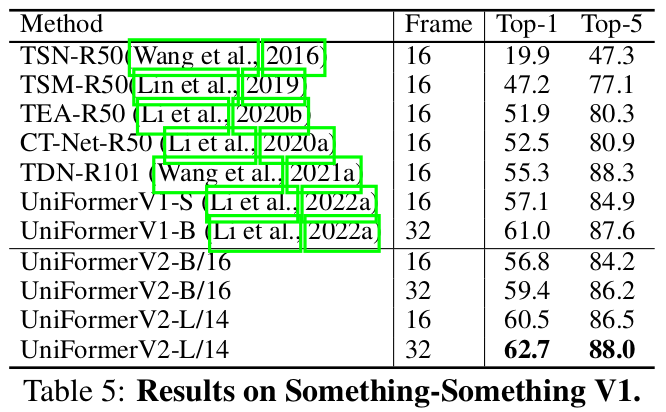 Method Frame Top-1 Top-5
TSN-R50(Wang et al., 2016) 16 19.9 47.3
TSM-R50(Lin et al., 2019) 16 47.2 77.1
TEA-R50 (Li et al., 2020b) 16 51.9 80.3
CT-Net-R50 (Li et al., 2020a) 16 52.5 80.9
TDN-R101 (Wang et al., 2021a) 16 55.3 88.3
UniFormerV1-S (Li et al., 2022a) 16 57.1 84.9
UniFormerV1-B (Li et al., 2022a) 32 61.0 87.6
UniFormerV2-B/16 16 56.8 84.2
UniFormerV2-B/16 32 59.4 86.2
UniFormerV2-L/14 16 60.5 86.5
UniFormerV2-L/14 32 62.7 88.0
Table 5: Results on Something-Something V1.